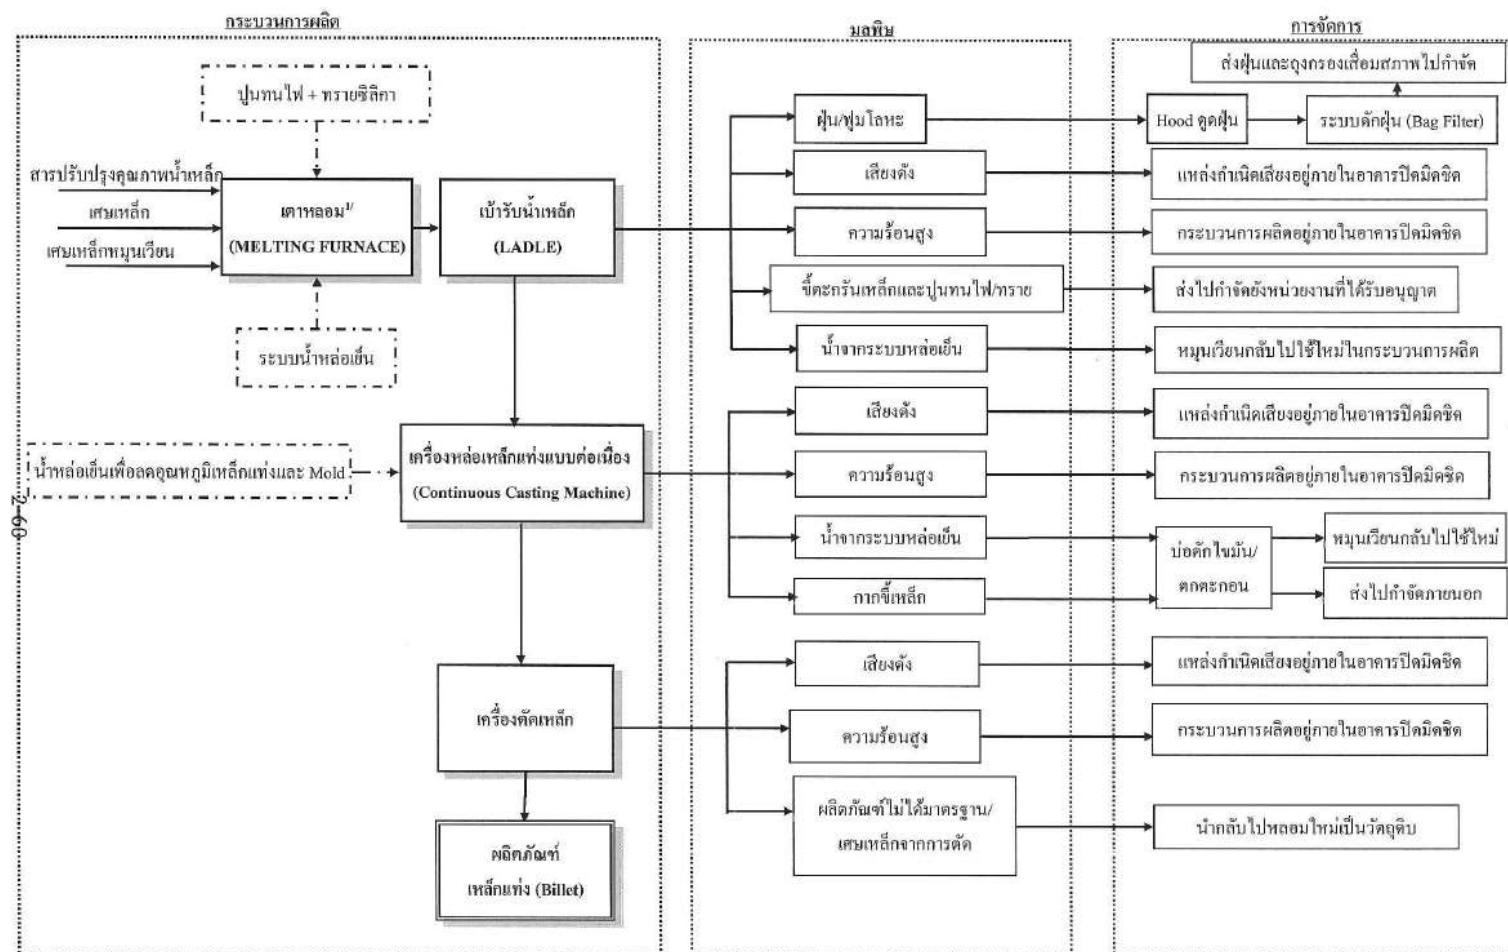 กระบวนการผลิต
ปูนทนไฟ + ทรายซิลิกา
สารปรับปรุงคุณภาพน้ำเหล็ก
เศษเหล็ก
เศษเหล็กหมุนเวียน
เตาหลอม1/
(MELTING FURNACE)
เบ้ารับน้ำเหล็ก
(LADLE)
ระบบน้ำหล่อเย็น
น้ำหล่อเย็นเพื่อลดอุณหภูมิเหล็กแท่งและ Mold
เครื่องหล่อเหล็กแท่งแบบต่อเนื่อง
(Continuous Casting Machine)
เครื่องตัดเหล็ก
ผลิตภัณฑ์
เหล็กแท่ง (Billet)
2-60
มลพิษ
ฝุ่น/ฟูมโลหะ
เสียงดัง
ความร้อนสูง
ขี้ตะกรันเหล็กและปูนทนไฟ/ทราย
น้ำจากระบบหล่อเย็น
เสียงดัง
ความร้อนสูง
น้ำจากระบบหล่อเย็น
กากขี้เหล็ก
เสียงดัง
ความร้อนสูง
ผลิตภัณฑ์ไม่ได้มาตรฐาน/
เศษเหล็กจากการตัด
การจัดการ
ส่งฝุ่นและถุงกรองเสื่อมสภาพไปกำจัด
Hood ดูดฝุ่น
ระบบดักฝุ่น (Bag Filter)
แหล่งกำเนิดเสียงอยู่ภายในอาคารปิดมิดชิด
กระบวนการผลิตอยู่ภายในอาคารปิดมิดชิด
ส่งไปกำจัดยังหน่วยงานที่ได้รับอนุญาต
หมุนเวียนกลับไปใช้ใหม่ในกระบวนการผลิต
แหล่งกำเนิดเสียงอยู่ภายในอาคารปิดมิดชิด
กระบวนการผลิตอยู่ภายในอาคารปิดมิดชิด
บ่อดักไขมัน/
ตกตะกอน
หมุนเวียนกลับไปใช้ใหม่
ส่งไปกำจัดภายนอก
แหล่งกำเนิดเสียงอยู่ภายในอาคารปิดมิดชิด
กระบวนการผลิตอยู่ภายในอาคารปิดมิดชิด
นำกลับไปหลอมใหม่เป็นวัตถุดิบ